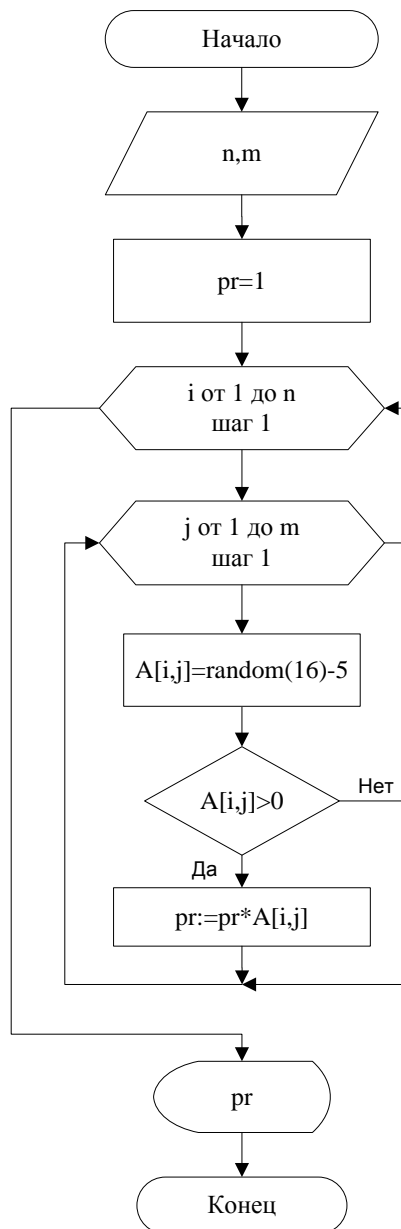 Начало
n,m
pr=1
i от 1 до n
шаг 1
j от 1 до m
шаг 1
A[i,j]=random(16)-5
A[i,j]>0
Нет
Да
pr:=pr*A[i,j]
pr
Конец